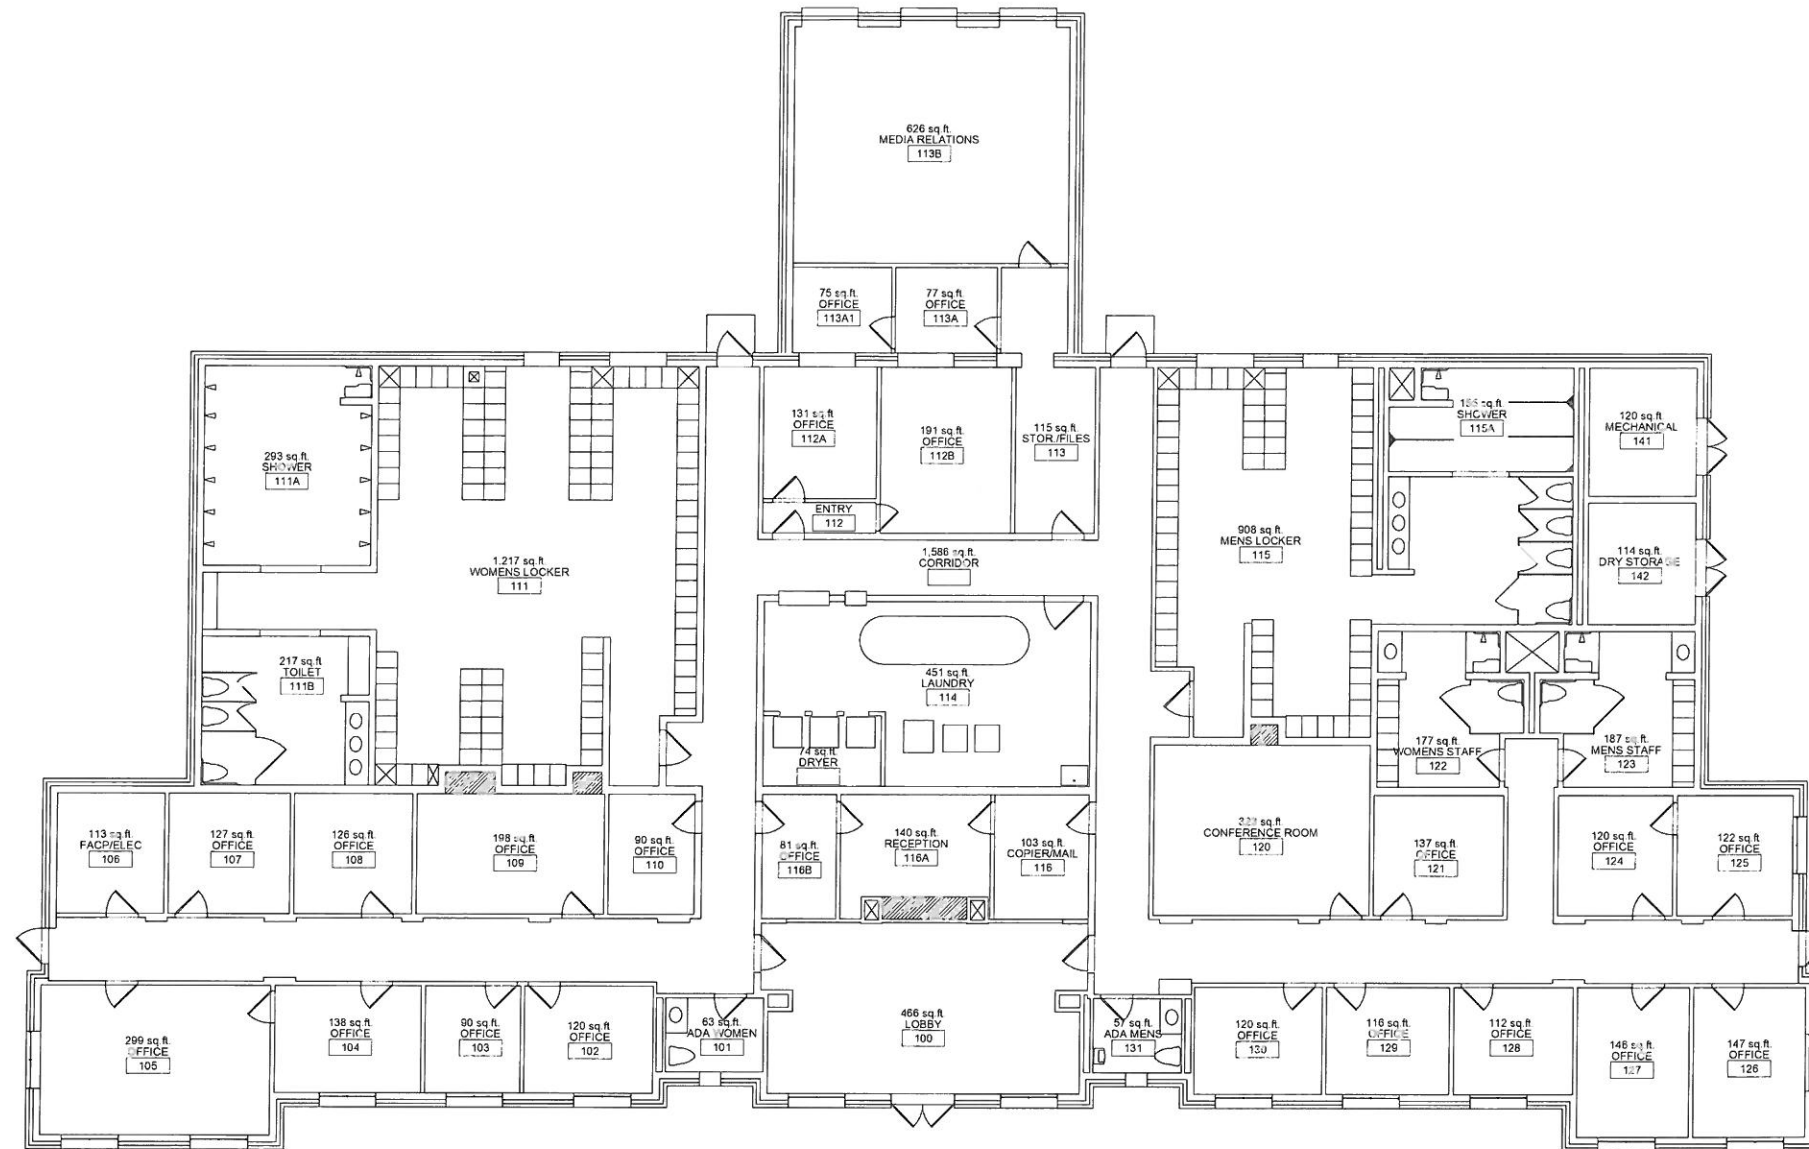 626 sq.ft.
MEDIA RELATIONS
113B
75 sq.ft.
OFFICE
113A1
77 sq.ft.
OFFICE
113A
293 sq.ft.
SHOWER
111A
131 sq.ft
OFFICE
112A
191 sq.ft.
OFFICE
112B
115 sq.ft.
STOR./FILES
113
ENTRY
112
1,217 sq.ft
WOMENS LOCKER
111
1,586 sq.ft.
CORRIDOR
908 sq ft.
MENS LOCKER
115
sq.ft.
SHOWER
115A
120 sq.ft.
MECHANICAL
141
114 sq.ft.
DRY STORAGE
142
217 sq.ft
TOILET
111B
451 sq.ft.
LAUNDRY
114
74 sq.ft.
DRYER
177 sq.ft.
WOMENS STAFF
122
187 sq.ft.
MENS STAFF
123
113 sq.ft.
FACP/ELEC
106
127 sq.ft.
OFFICE
107
126 sq.ft.
OFFICE
108
198 sq.ft.
OFFICE
109
90 sq.ft.
OFFICE
110
81 sq.ft.
OFFICE
116B
140 sq.ft.
RECEPTION
116A
103 sq.ft.
COPIER/MAIL
116
sq.ft.
CONFERENCE ROOM
120
137 sq.ft.
OFFICE
121
120 sq.ft.
OFFICE
124
122 sq.ft.
OFFICE
125
299 sq.ft.
OFFICE
105
138 sq.ft.
OFFICE
104
90 sq.ft.
OFFICE
103
120 sq.ft.
OFFICE
102
63 sq.ft.
ADA WOMEN
101
466 sq.ft.
LOBBY
100
57 sq.ft.
ADA MENS
131
120 sq.ft.
OFFICE
130
116 sq.ft.
OFFICE
129
112 sq.ft.
OFFICE
128
146 sq.ft.
OFFICE
127
147 sq.ft.
OFFICE
126